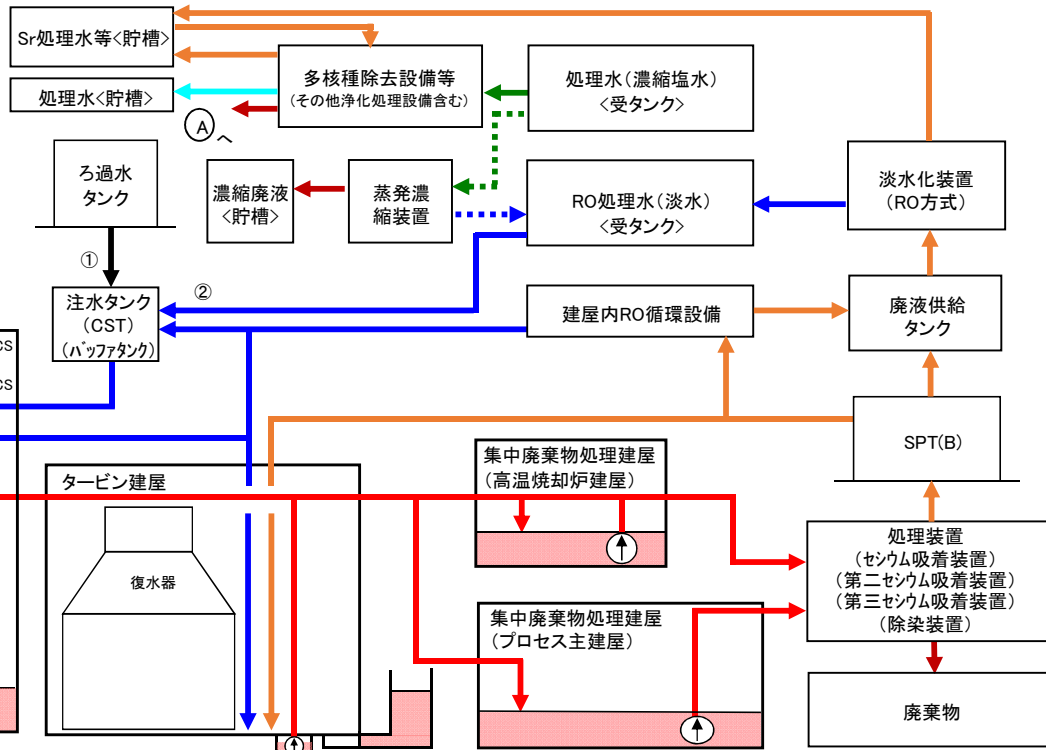 Sr処理水等<貯槽>
処理水<貯槽>
多核種除去設備等
(その他浄化処理設備含む)
処理水(濃縮塩水)
<受タンク>
A
へ
ろ過水
タンク
濃縮廃液
<貯槽>
蒸発濃
縮装置
RO処理水(淡水)
<受タンク>
淡水化装置
(RO方式)
①
②
注水タンク
(CST)
(バッファタンク)
建屋内RO循環設備
廃液供給
タンク
CS
CS
SPT(B)
タービン建屋
復水器
集中廃棄物処理建屋
(高温焼却炉建屋)
集中廃棄物処理建屋
(プロセス主建屋)
処理装置
(セシウム吸着装置)
(第二セシウム吸着装置)
(第三セシウム吸着装置)
(除染装置)
廃棄物